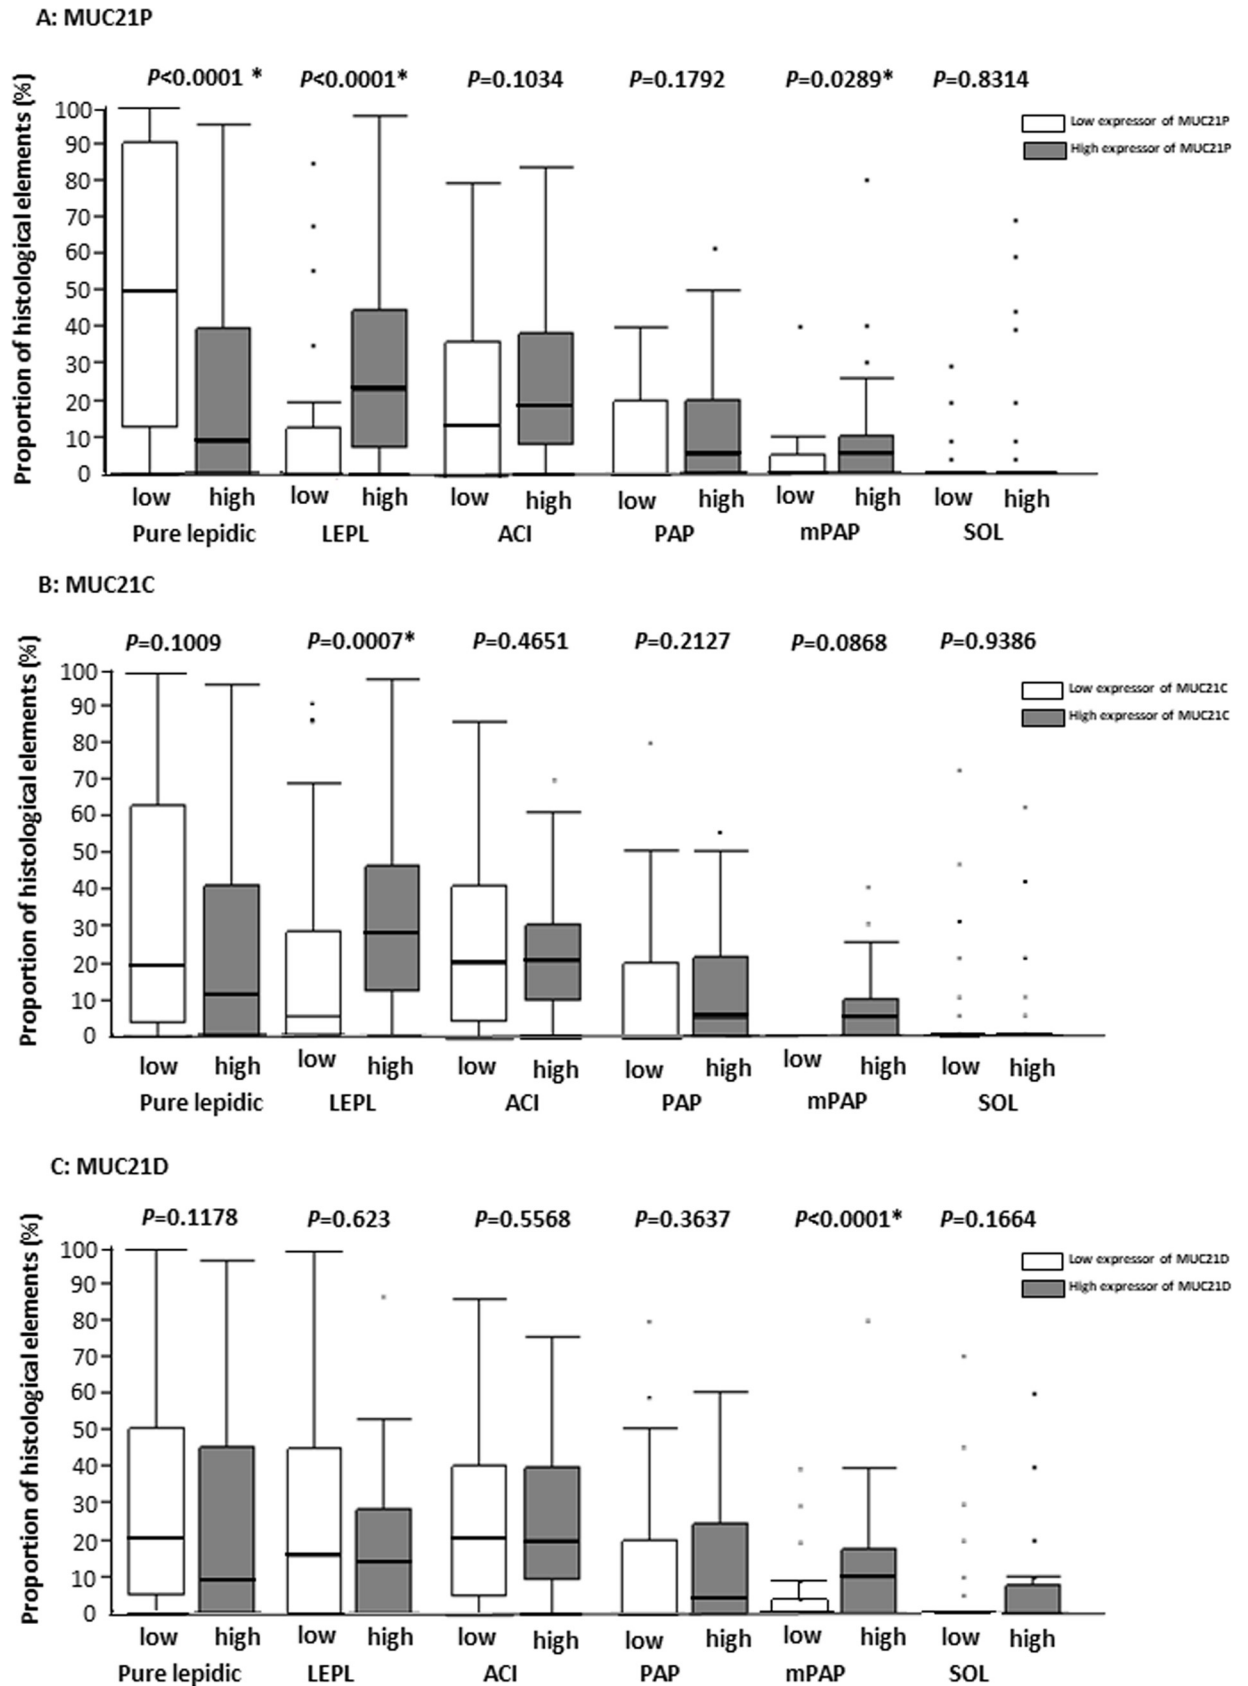 A: MUC21P
P<0.0001 *
P<0.0001*
P=0.1034
P=0.1792
P=0.0289*
P=0.8314
Proportion of histological elements (%)
100
90
80
70
60
50
40
30
20
10
0
Low expressor of MUC21P
High expressor of MUC21P
low high low high low high low high low high low high
Pure lepidic LEPL ACI PAP mPAP SOL
B: MUC21C
P=0.1009
P=0.0007*
P=0.4651
P=0.2127
P=0.0868
P=0.9386
Proportion of histological elements (%)
100
90
80
70
60
50
40
30
20
10
0
Low expressor of MUC21C
High expressor of MUC21C
low high low high low high low high low high low high
Pure lepidic LEPL ACI PAP mPAP SOL
C: MUC21D
P=0.1178
P=0.623
P=0.5568
P=0.3637
P<0.0001*
P=0.1664
Proportion of histological elements (%)
100
90
80
70
60
50
40
30
20
10
0
Low expressor of MUC21D
High expressor of MUC21D
low high low high low high low high low high low high
Pure lepidic LEPL ACI PAP mPAP SOL